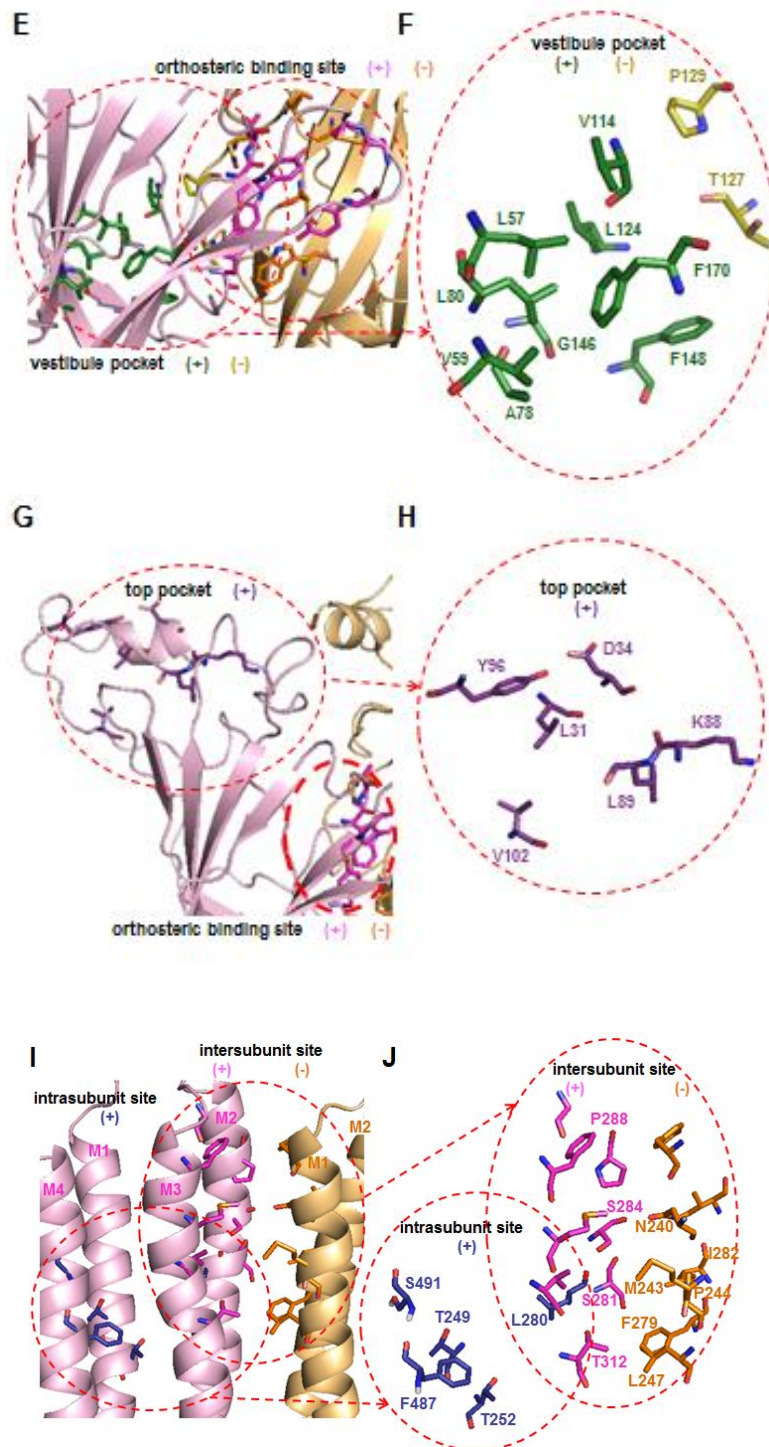 E
orthosteric binding site (+) (-)
vestibule pocket (+) (-)
F
vestibule pocket
(+) (-)
P129
V114
T127
L57
L124
F170
L80
G146
V59
F148
A78
G
top pocket (+)
orthosteric binding site (+) (-)
H
top pocket
(+)
D34
Y96
L31
K88
L89
V102
I
intersubunit site
(+) (-)
intrasubunit site
(+)
M2
M2
M1
M1
M4
M3
J
intersubunit site
(+) (-)
P288
S284
N240
intrasubunit site
(+)
I282
S491
M243
S281
P244
L280
T249
F279
T312
L247
F487
T252